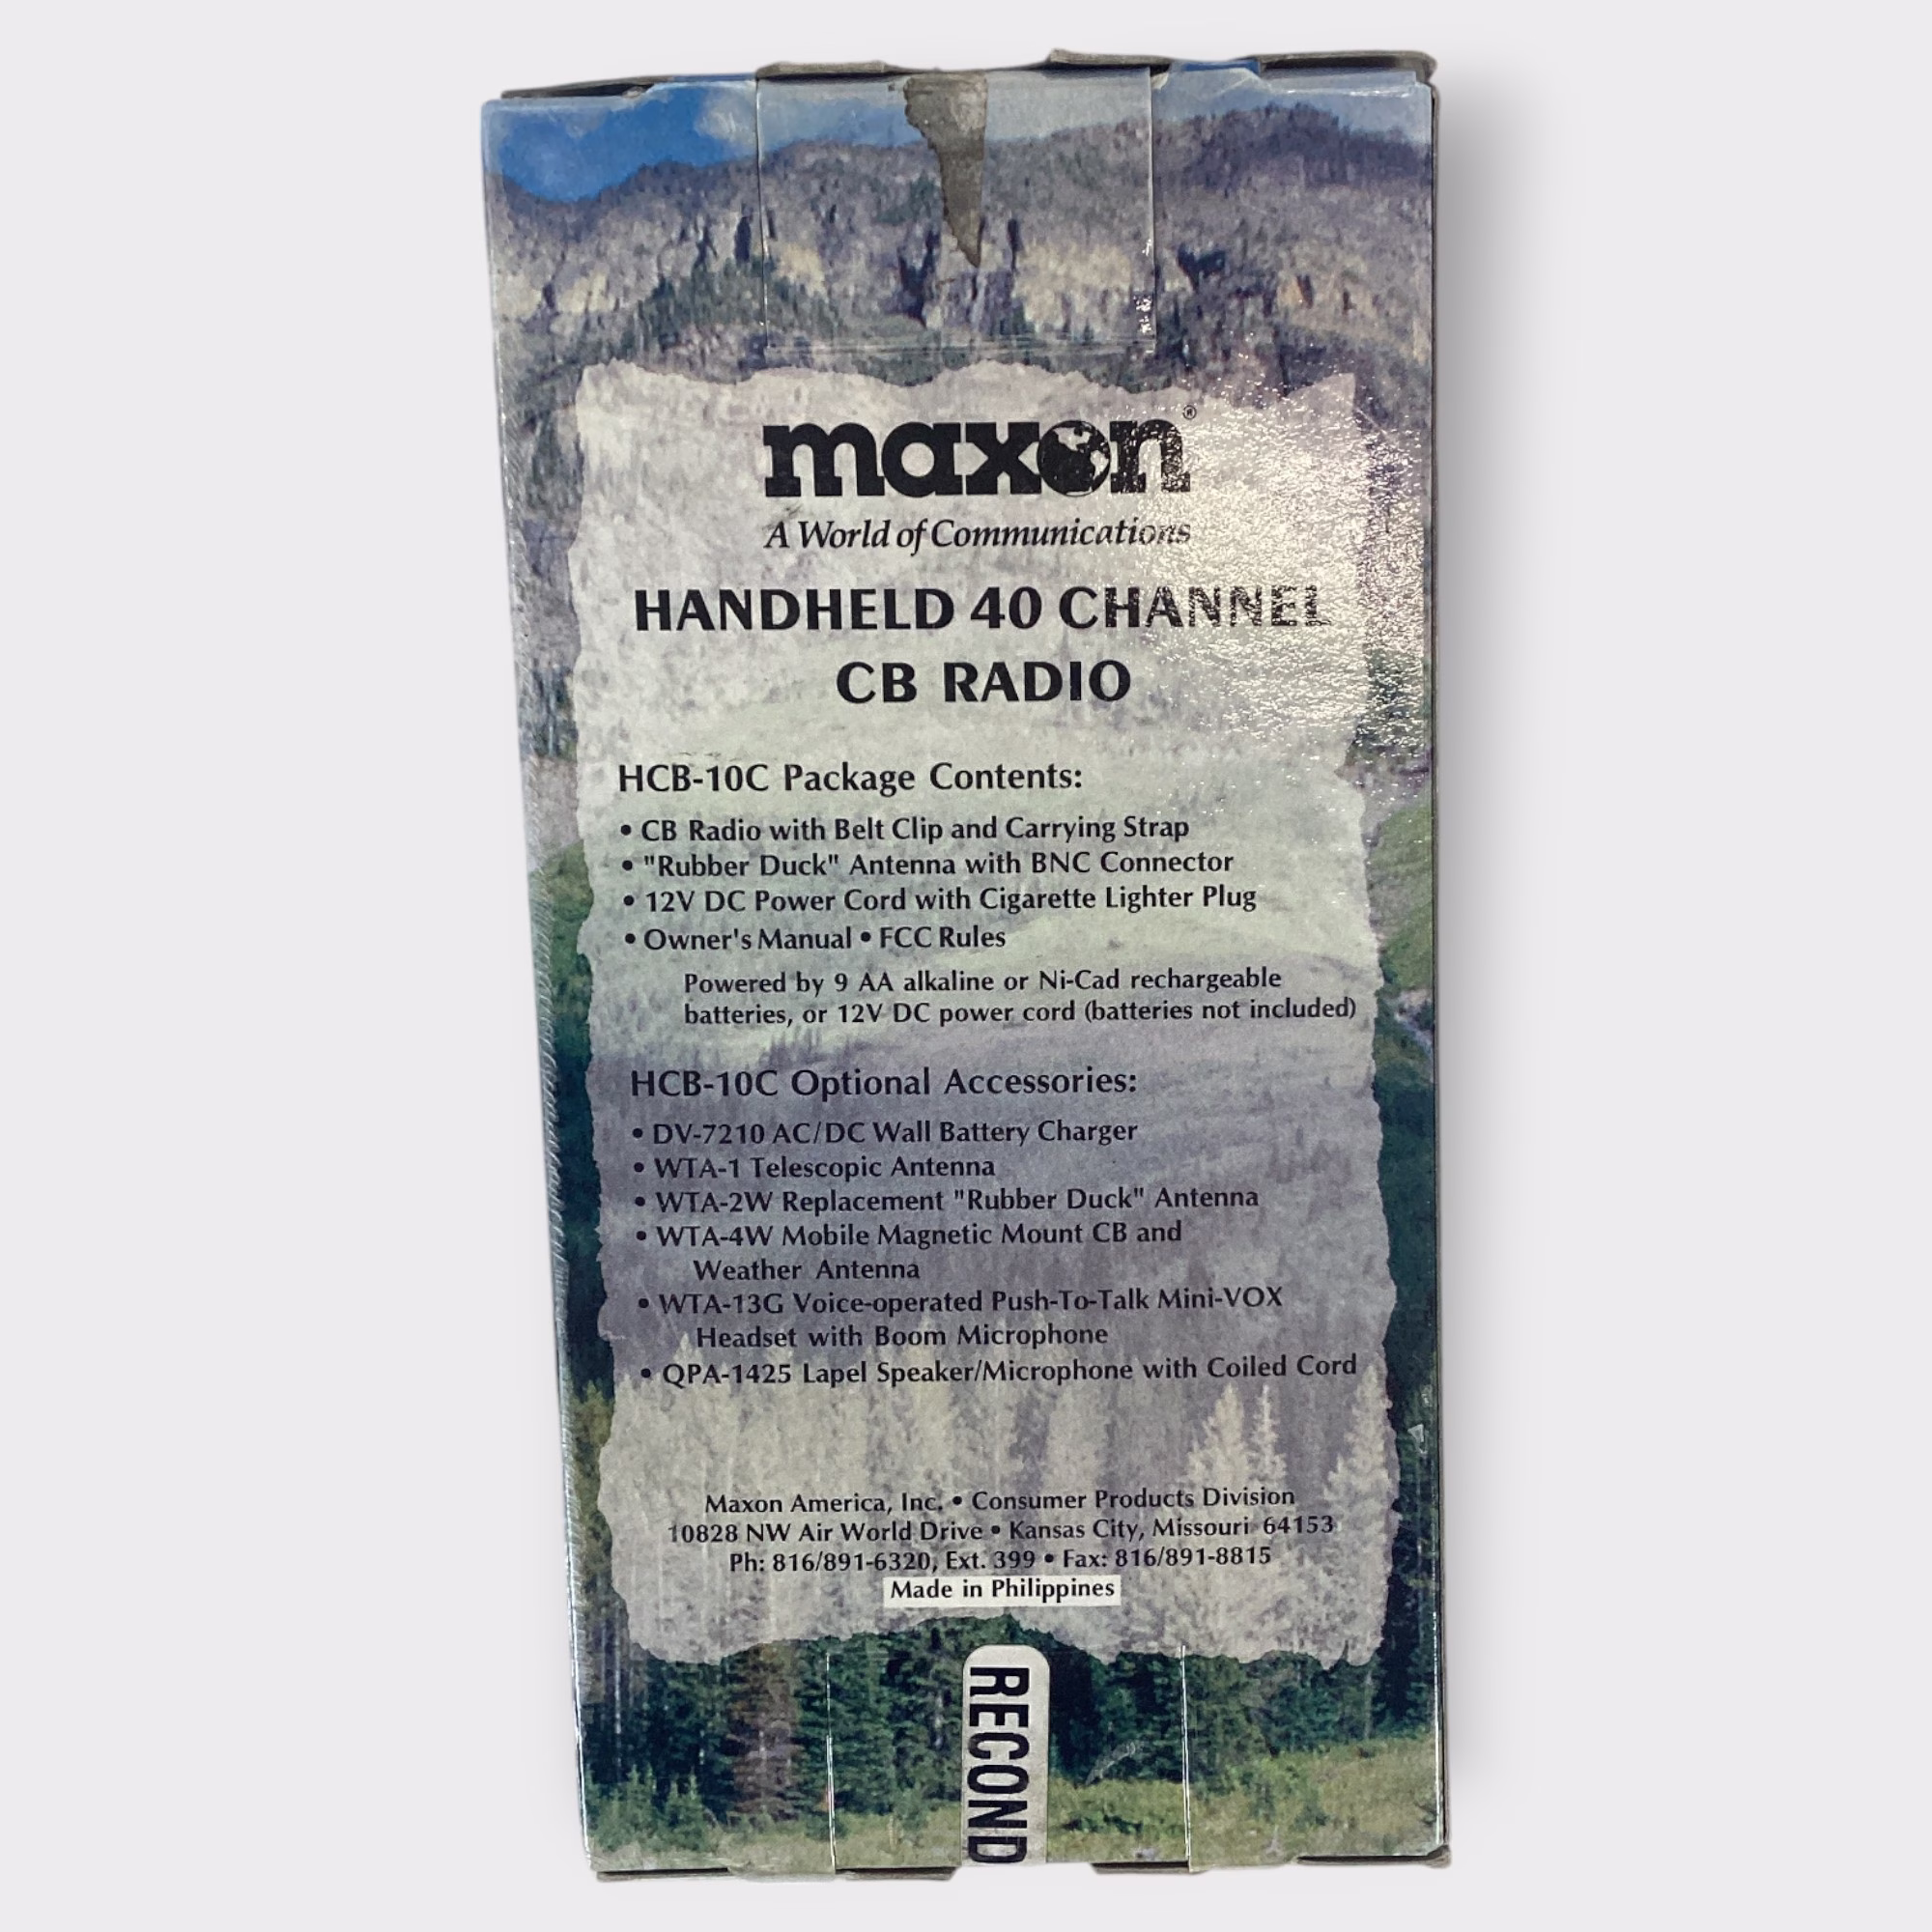 maxon®
A World of Communications
HANDHELD 40 CHANNEL
CB RADIO
HCB-10C Package Contents:
• CB Radio with Belt Clip and Carrying Strap
• "Rubber Duck" Antenna with BNC Connector
• 12V DC Power Cord with Cigarette Lighter Plug
• Owner's Manual • FCC Rules
Powered by 9 AA alkaline or Ni-Cad rechargeable
batteries, or 12V DC power cord (batteries not included)
HCB-10C Optional Accessories:
• DV-7210 AC/DC Wall Battery Charger
• WTA-1 Telescopic Antenna
• WTA-2W Replacement "Rubber Duck" Antenna
• WTA-4W Mobile Magnetic Mount CB and
Weather Antenna
• WTA-13G Voice-operated Push-To-Talk Mini-VOX
Headset with Boom Microphone
• QPA-1425 Lapel Speaker/Microphone with Coiled Cord
Maxon America, Inc. • Consumer Products Division
10828 NW Air World Drive • Kansas City, Missouri 64153
Ph: 816/891-6320, Ext. 399 • Fax: 816/891-8815
Made in Philippines
RECOND